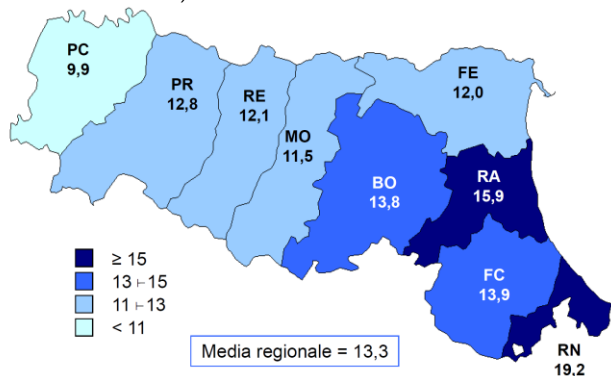 PC
9,9
PR
12,8
RE
12,1
MO
11,5
FE
12,0
BO
13,8
RA
15,9
FC
13,9
RN
19,2
≥ 15
13 ⊢ 15
11 ⊢ 13
< 11
Media regionale = 13,3